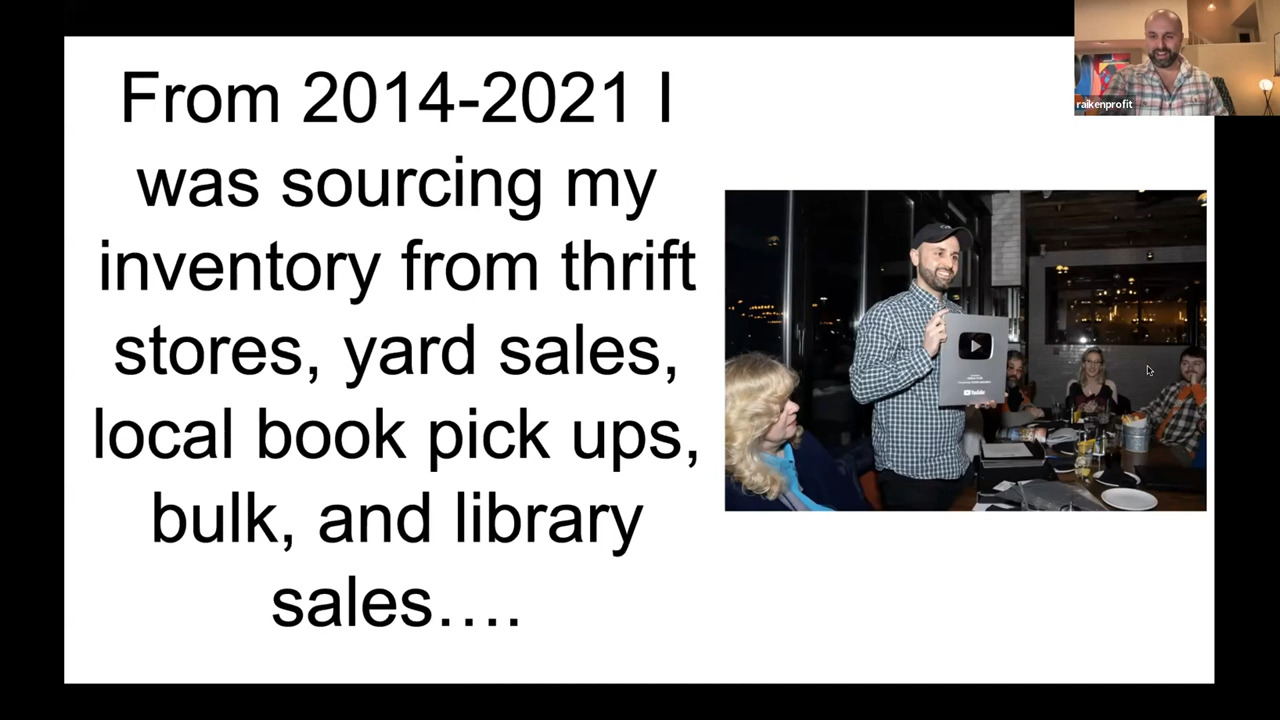 From 2014-2021 I
was sourcing my
inventory from thrift
stores, yard sales,
local book pick ups,
bulk, and library
sales….
raikenprofit
YouTube